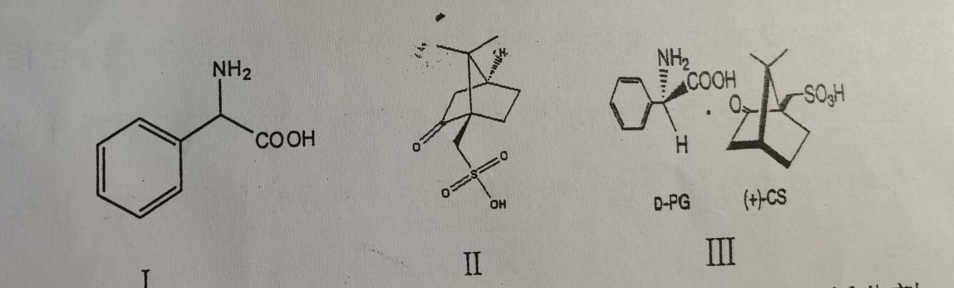 NH₂
COOH
I
H
O
O
S
O
OH
II
NH₂
COOH
H
O
SO₃H
D-PG
(+)-CS
III